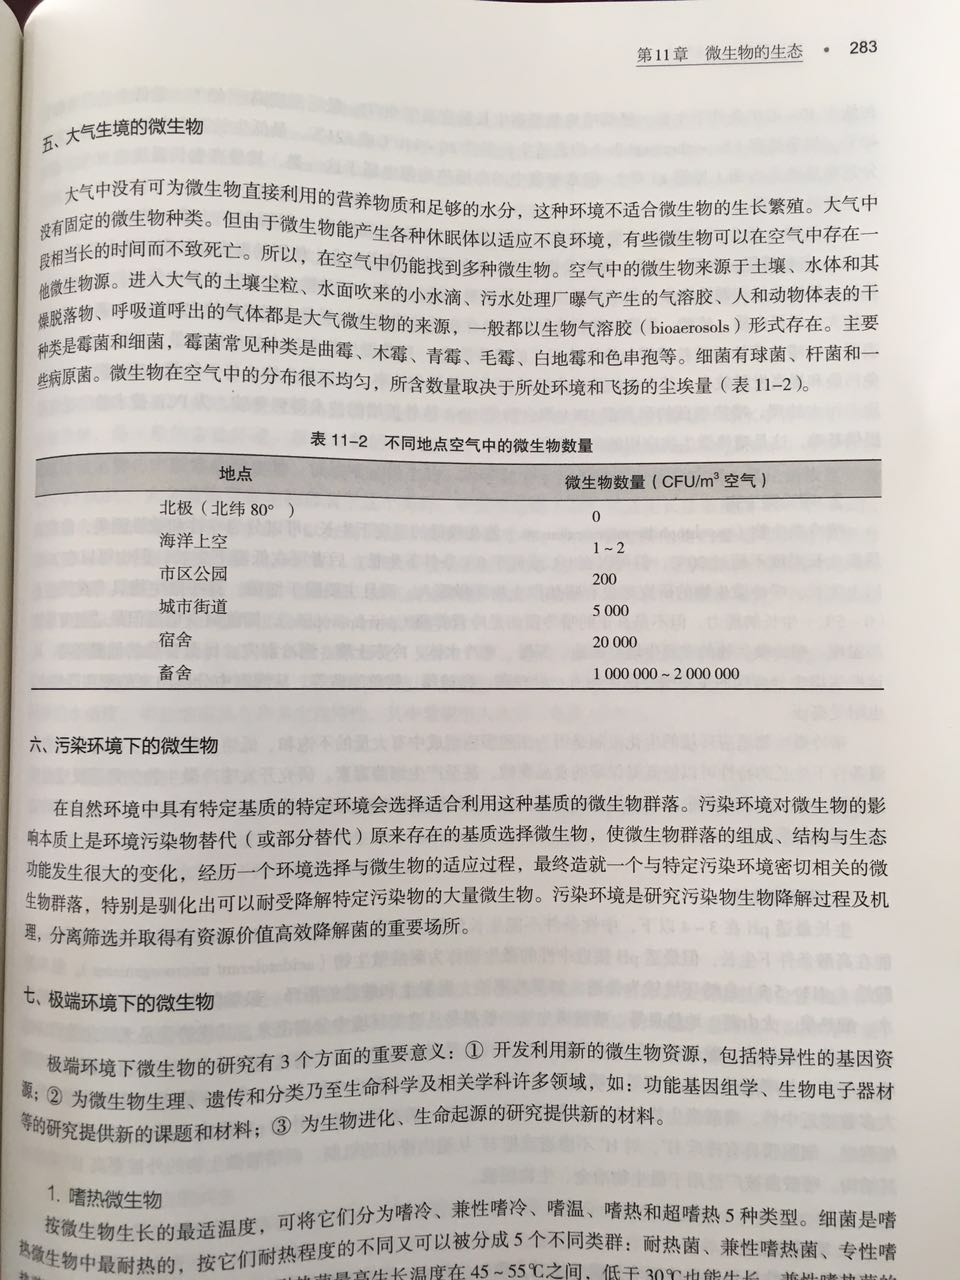 第11章 微生物的生态 • 283
五、大气生境的微生物
大气中没有可为微生物直接利用的营养物质和足够的水分，这种环境不适合微生物的生长繁殖。大气中
没有固定的微生物种类。但由于微生物能产生各种休眠体以适应不良环境，有些微生物可以在空气中存在一
段相当长的时间而不致死亡。所以，在空气中仍能找到多种微生物。空气中的微生物来源于土壤、水体和其
他微生物源。进入大气的土壤尘粒、水面吹来的小水滴、污水处理厂曝气产生的气溶胶、人和动物体表的干
燥脱落物、呼吸道呼出的气体都是大气微生物的来源，一般都以生物气溶胶（bioaerosols）形式存在。主要
种类是霉菌和细菌，霉菌常见种类是曲霉、木霉、青霉、毛霉、白地霉和色串孢等。细菌有球菌、杆菌和一
些病原菌。微生物在空气中的分布很不均匀，所含数量取决于所处环境和飞扬的尘埃量（表 11-2）。
表 11-2 不同地点空气中的微生物数量
地点 微生物数量（CFU/m³ 空气）
北极（北纬 80°） 0
海洋上空 1~2
市区公园 200
城市街道 5 000
宿舍 20 000
畜舍 1 000 000~2 000 000
六、污染环境下的微生物
在自然环境中具有特定基质的特定环境会选择适合利用这种基质的微生物群落。污染环境对微生物的影
响本质上是环境污染物替代（或部分替代）原来存在的基质选择微生物，使微生物群落的组成、结构与生态
功能发生很大的变化，经历一个环境选择与微生物的适应过程，最终造就一个与特定污染环境密切相关的微
生物群落，特别是驯化出可以耐受降解特定污染物的大量微生物。污染环境是研究污染物生物降解过程及机
理，分离筛选并取得有资源价值高效降解菌的重要场所。
七、极端环境下的微生物
极端环境下微生物的研究有 3 个方面的重要意义：① 开发利用新的微生物资源，包括特异性的基因资
源；② 为微生物生理、遗传和分类乃至生命科学及相关学科许多领域，如：功能基因组学、生物电子器材
等的研究提供新的课题和材料；③ 为生物进化、生命起源的研究提供新的材料。
1. 嗜热微生物
按微生物生长的最适温度，可将它们分为嗜冷、兼性嗜冷、嗜温、嗜热和超嗜热 5 种类型。细菌是嗜
热微生物中最耐热的，按它们耐热程度的不同又可以被分成 5 个不同类群：耐热菌、兼性嗜热菌、专性嗜
最高生长温度在 45~55℃之间，低于 30℃也能生长，兼性嗜热菌的